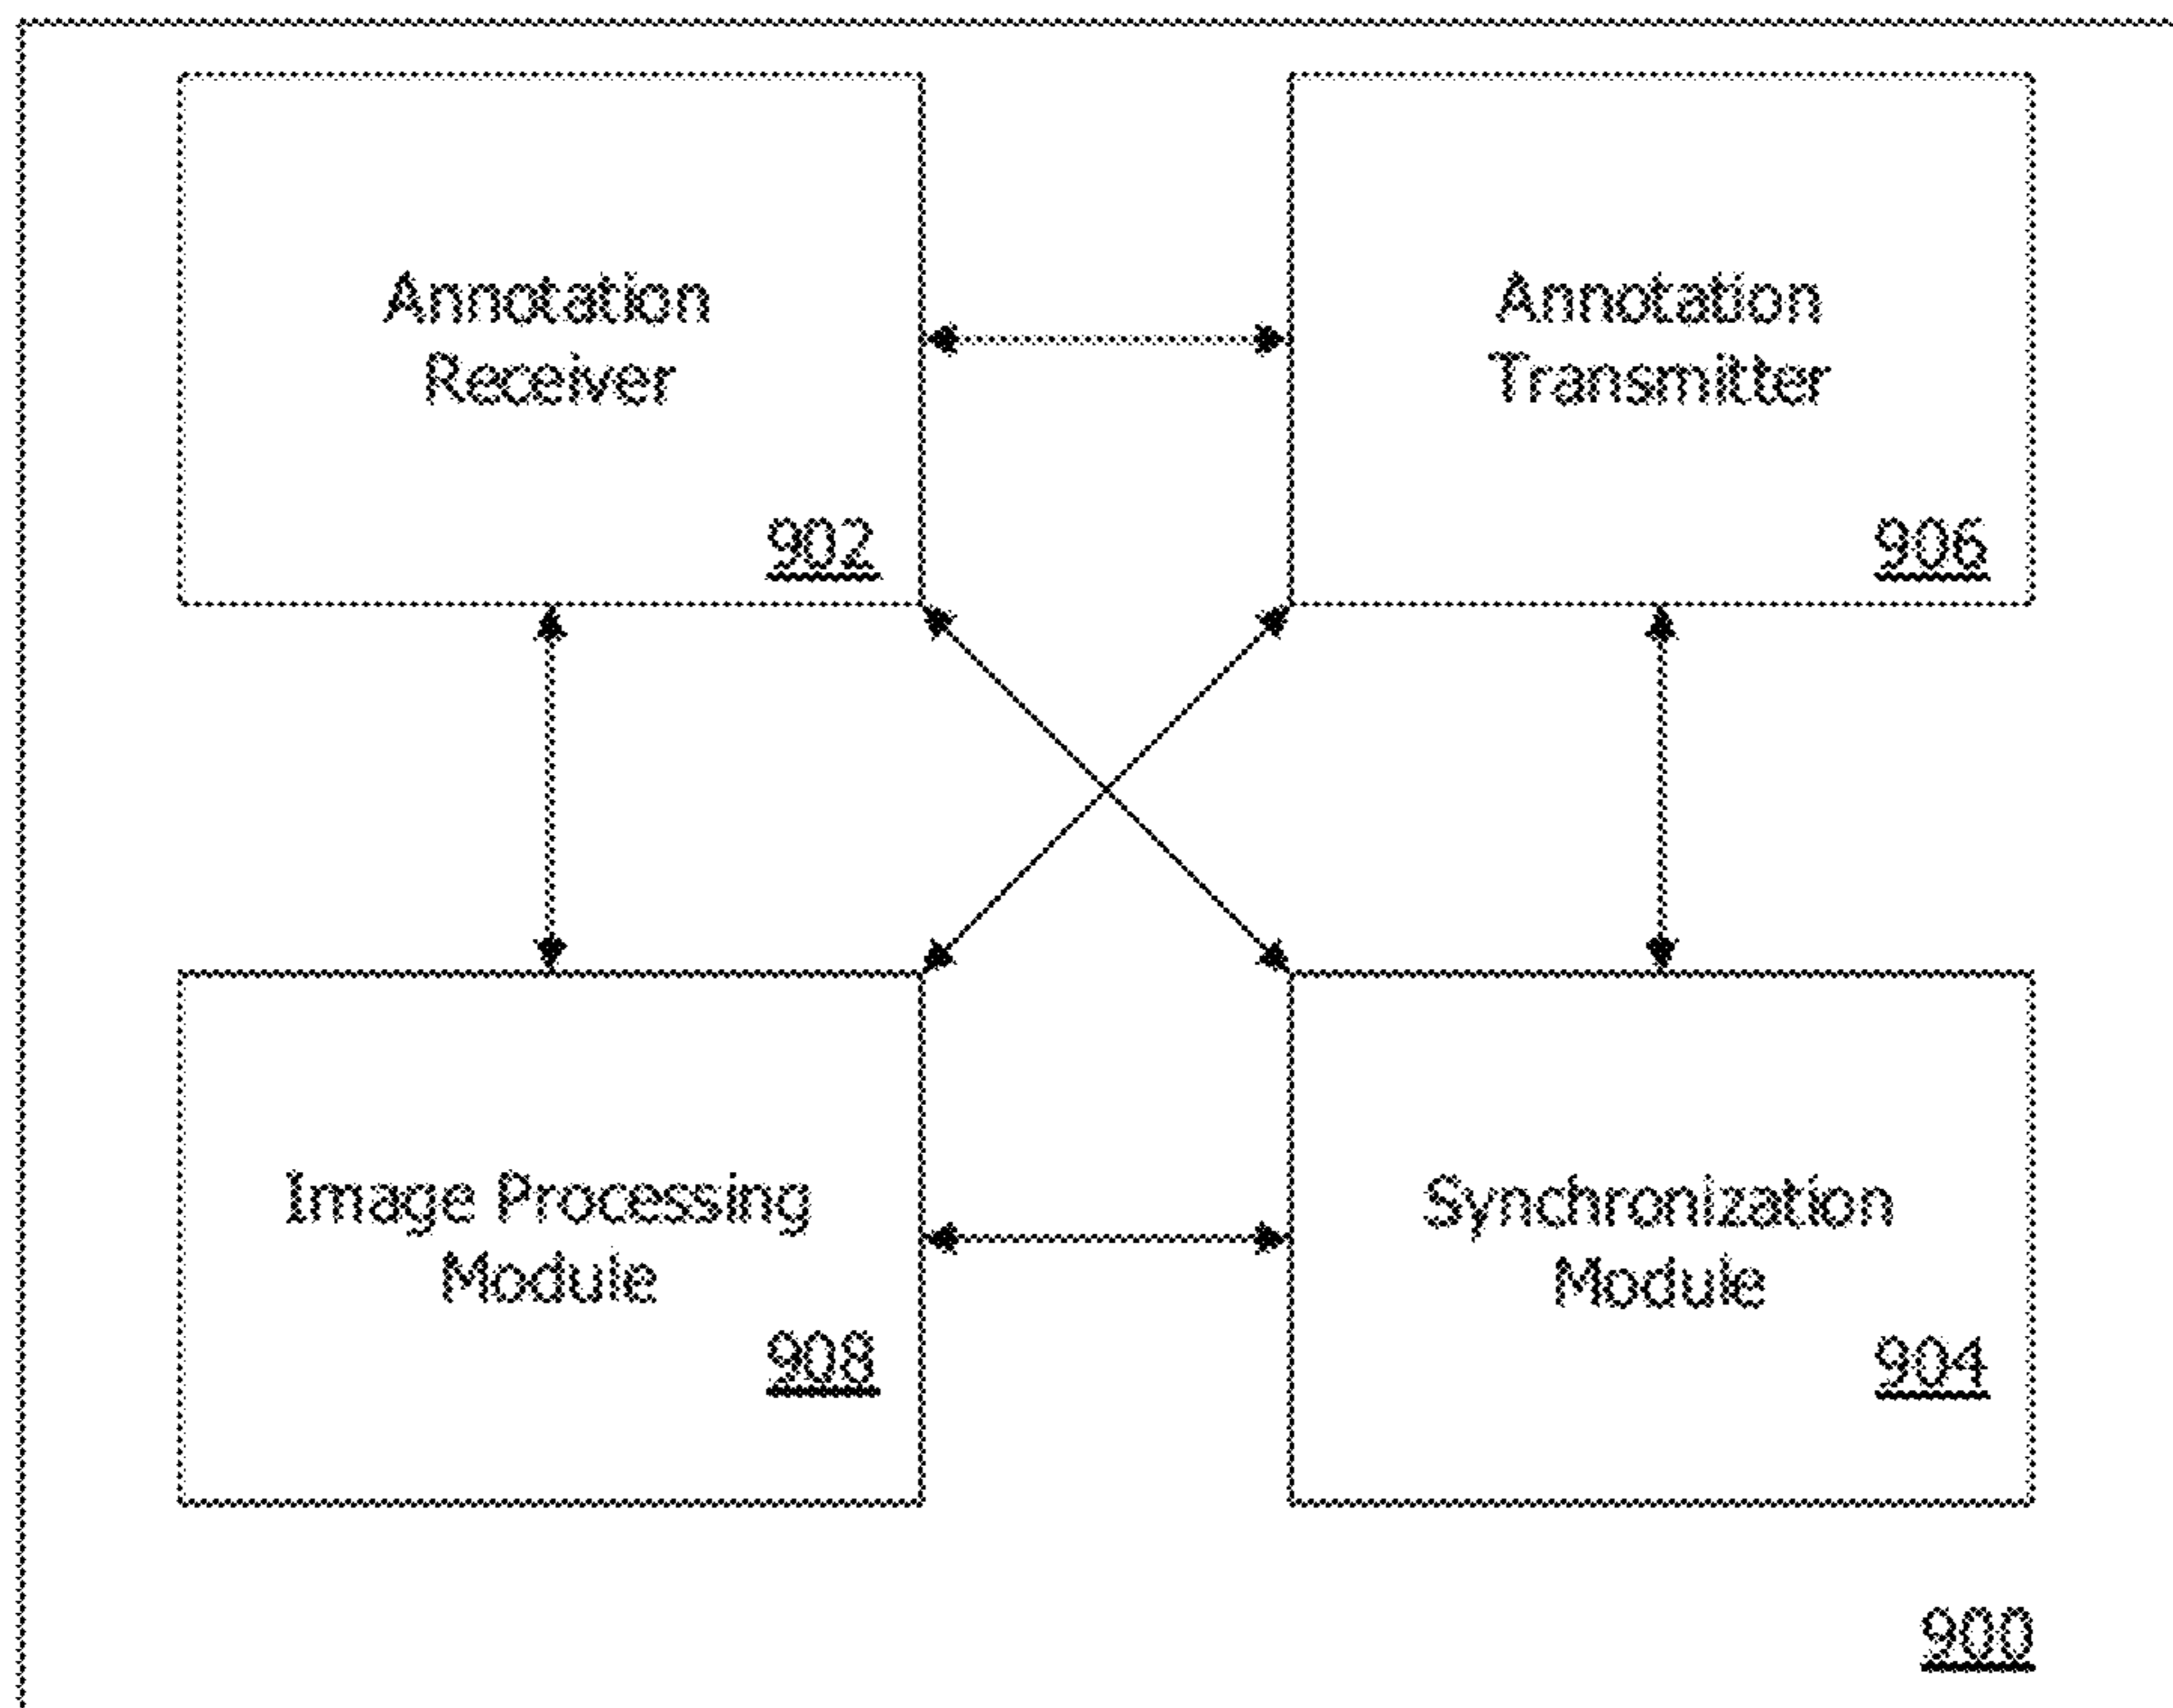 Annotation
Receiver
902
Annotation
Transmitter
906
Image Processing
Module
908
Synchronization
Module
904
900